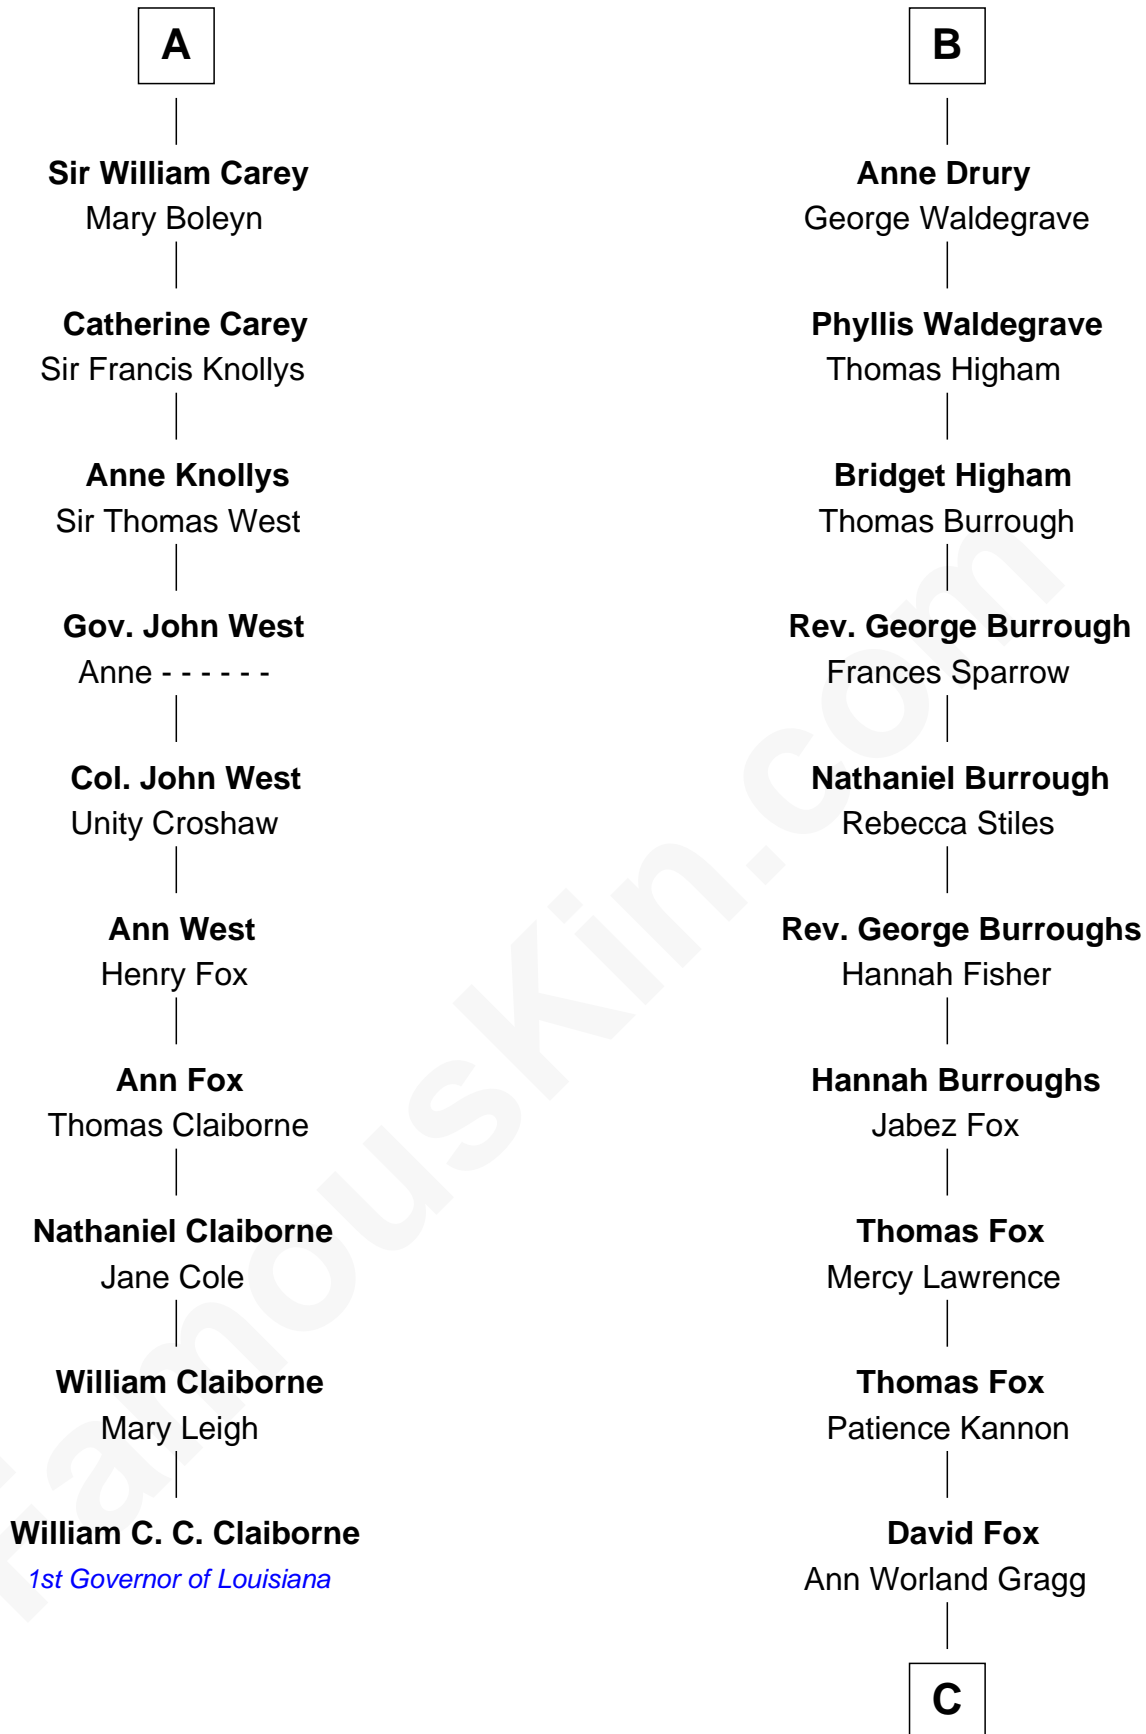 A
Sir William Carey
Mary Boleyn
Catherine Carey
Sir Francis Knollys
Anne Knollys
Sir Thomas West
Gov. John West
Anne - - - - - -
Col. John West
Unity Croshaw
Ann West
Henry Fox
Ann Fox
Thomas Claiborne
Nathaniel Claiborne
Jane Cole
William Claiborne
Mary Leigh
William C. C. Claiborne
1st Governor of Louisiana
B
Anne Drury
George Waldegrave
Phyllis Waldegrave
Thomas Higham
Bridget Higham
Thomas Burrough
Rev. George Burrough
Frances Sparrow
Nathaniel Burrough
Rebecca Stiles
Rev. George Burroughs
Hannah Fisher
Hannah Burroughs
Jabez Fox
Thomas Fox
Mercy Lawrence
Thomas Fox
Patience Kannon
David Fox
Ann Worland Gragg
C
FamousKin.com